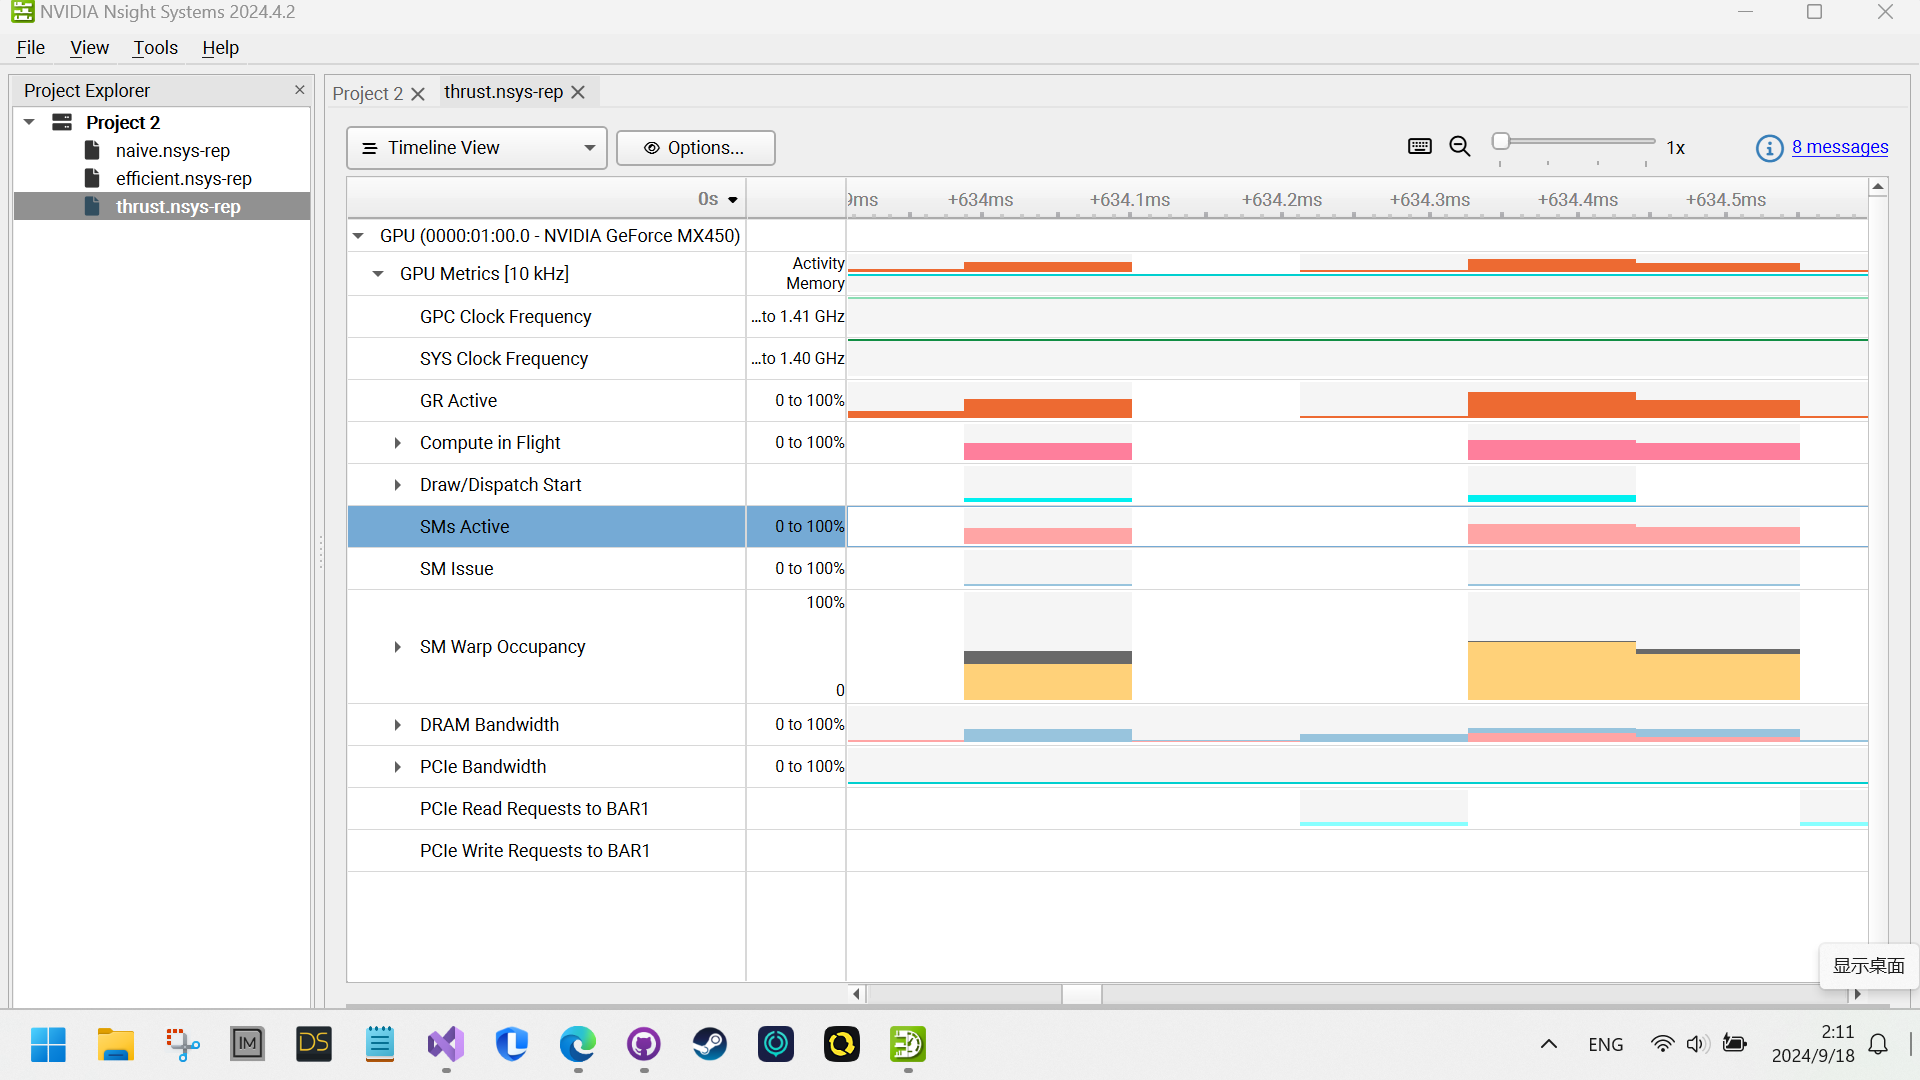 NVIDIA Nsight Systems 2024.4.2
File View Tools Help
Project Explorer
Project 2
naive.nsys-rep
efficient.nsys-rep
thrust.nsys-rep
Project 2 thrust.nsys-rep
Timeline View Options... 1x 8 messages
0s 9ms +634ms +634.1ms +634.2ms +634.3ms +634.4ms +634.5ms
GPU (0000:01:00.0 - NVIDIA GeForce MX450)
GPU Metrics [10 kHz] Activity
Memory
GPC Clock Frequency ...to 1.41 GHz
SYS Clock Frequency ...to 1.40 GHz
GR Active 0 to 100%
Compute in Flight 0 to 100%
Draw/Dispatch Start
SMs Active 0 to 100%
SM Issue 0 to 100%
100%
SM Warp Occupancy
0
DRAM Bandwidth 0 to 100%
PCIe Bandwidth 0 to 100%
PCIe Read Requests to BAR1
PCIe Write Requests to BAR1
显示桌面
IM
DS
ENG
2:11
2024/9/18